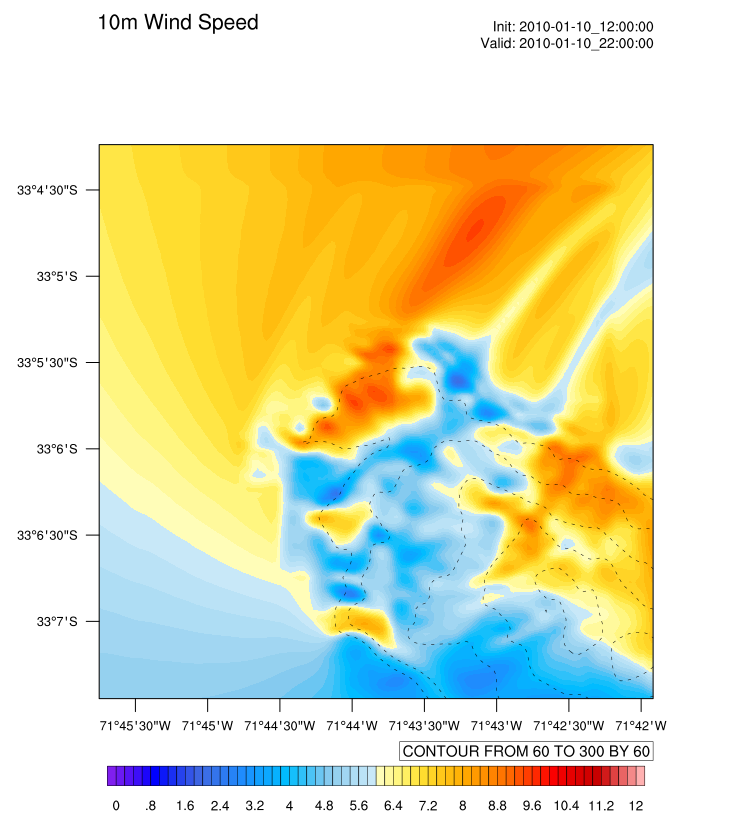 10m Wind Speed
Init: 2010-01-10_12:00:00
Valid: 2010-01-10_22:00:00
33°4'30"S
33°5'S
33°5'30"S
33°6'S
33°6'30"S
33°7'S
71°45'30"W 71°45'W 71°44'30"W 71°44'W 71°43'30"W 71°43'W 71°42'30"W 71°42'W
CONTOUR FROM 60 TO 300 BY 60
0 .8 1.6 2.4 3.2 4 4.8 5.6 6.4 7.2 8 8.8 9.6 10.4 11.2 12